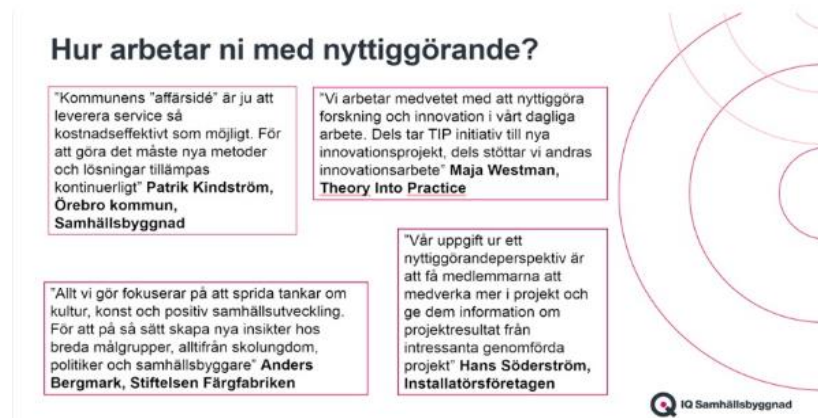 Hur arbetar ni med nyttiggörande?
"Kommunens "affärsidé" är ju att
leverera service så
kostnadseffektivt som möjligt. För
att göra det måste nya metoder
och lösningar tillämpas
kontinuerligt" Patrik Kindström,
Örebro kommun,
Samhällsbyggnad
"Vi arbetar medvetet med att nyttiggöra
forskning och innovation i vårt dagliga
arbete. Dels tar TIP initiativ till nya
innovationsprojekt, dels stöttar vi andras
innovationsarbete" Maja Westman,
Theory Into Practice
"Allt vi gör fokuserar på att sprida tankar om
kultur, konst och positiv samhällsutveckling.
För att på så sätt skapa nya insikter hos
breda målgrupper, alltifrån skolungdom,
politiker och samhällsbyggare" Anders
Bergmark, Stiftelsen Färgfabriken
"Vår uppgift ur ett
nyttiggörandeperspektiv är
att få medlemmarna att
medverka mer i projekt och
ge dem information om
projektresultat från
intressanta genomförda
projekt" Hans Söderström,
Installatörsföretagen
IQ Samhällsbyggnad